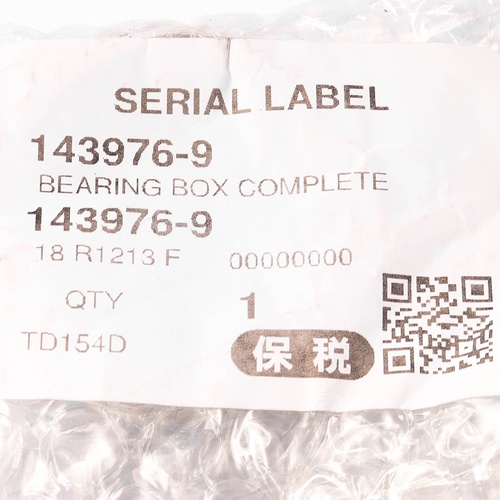 SERIAL LABEL
143976-9
BEARING BOX COMPLETE
143976-9
18 R1213 F 00000000
QTY 1
TD154D
保税